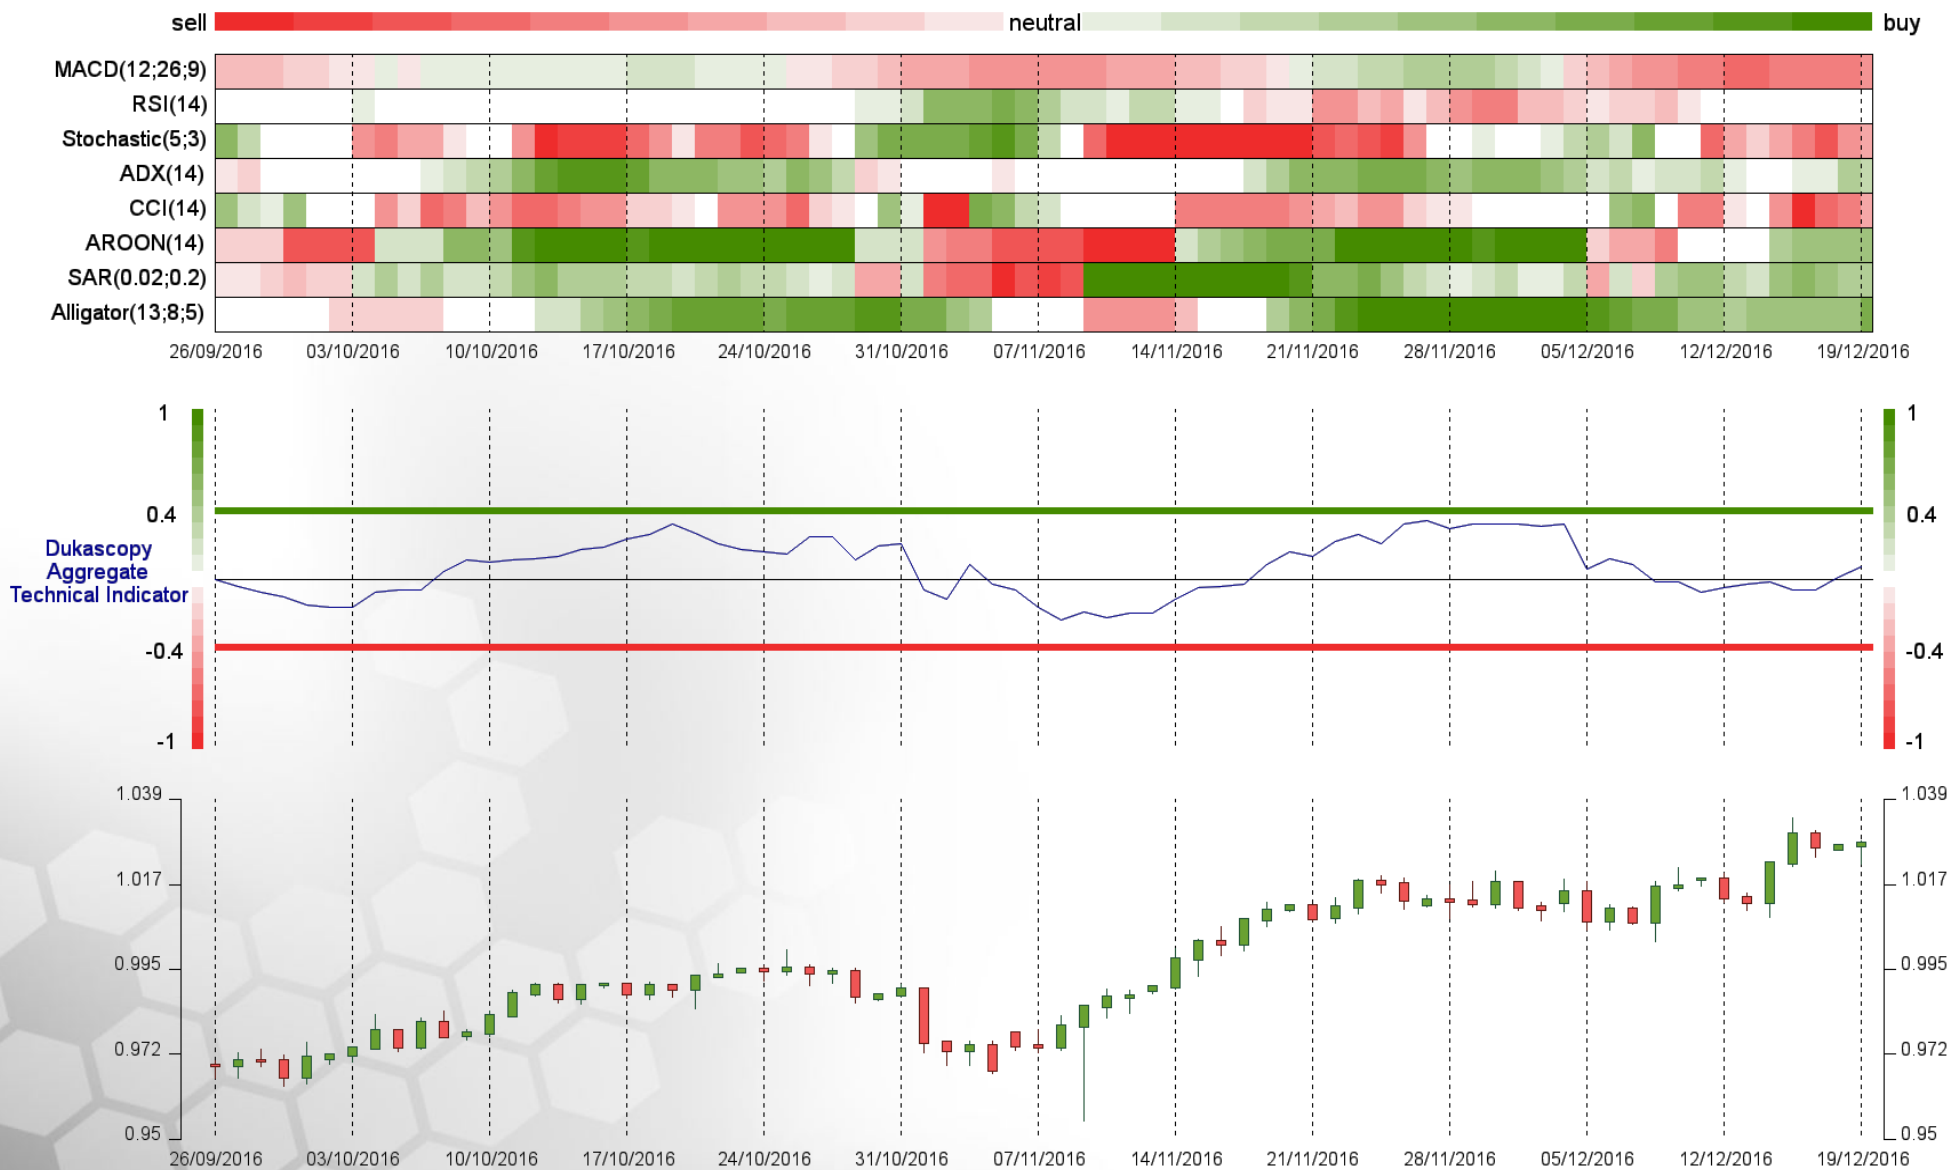 sell neutral buy
MACD(12;26;9)
RSI(14)
Stochastic(5;3)
ADX(14)
CCI(14)
AROON(14)
SAR(0.02;0.2)
Alligator(13;8;5)
26/09/2016 03/10/2016 10/10/2016 17/10/2016 24/10/2016 31/10/2016 07/11/2016 14/11/2016 21/11/2016 28/11/2016 05/12/2016 12/12/2016 19/12/2016
1 1
0.4 0.4
Dukascopy
Aggregate
Technical Indicator
-0.4 -0.4
-1 -1
1.039 1.039
1.017 1.017
0.995 0.995
0.972 0.972
0.95 0.95
26/09/2016 03/10/2016 10/10/2016 17/10/2016 24/10/2016 31/10/2016 07/11/2016 14/11/2016 21/11/2016 28/11/2016 05/12/2016 12/12/2016 19/12/2016